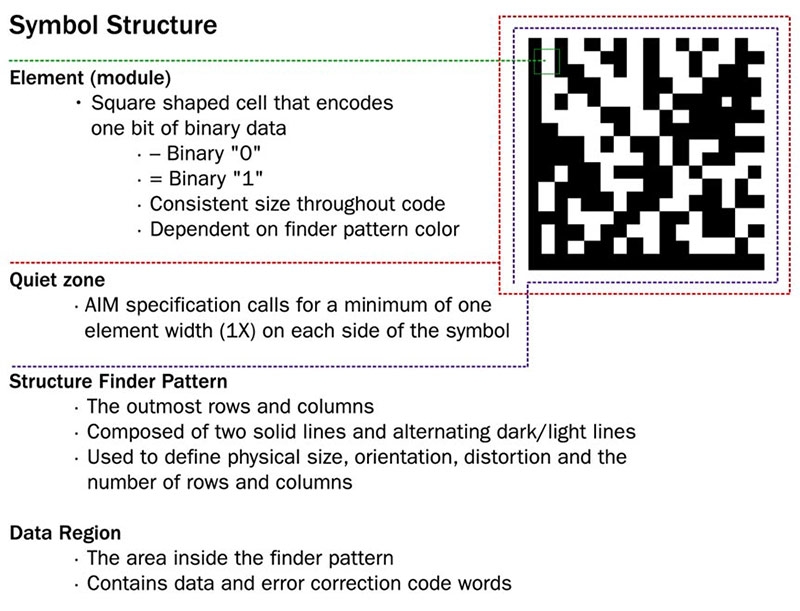 Symbol Structure
Element (module)
· Square shaped cell that encodes
one bit of binary data
· – Binary "0"
· = Binary "1"
· Consistent size throughout code
· Dependent on finder pattern color
Quiet zone
· AIM specification calls for a minimum of one
element width (1X) on each side of the symbol
Structure Finder Pattern
· The outmost rows and columns
· Composed of two solid lines and alternating dark/light lines
· Used to define physical size, orientation, distortion and the
number of rows and columns
Data Region
· The area inside the finder pattern
· Contains data and error correction code words